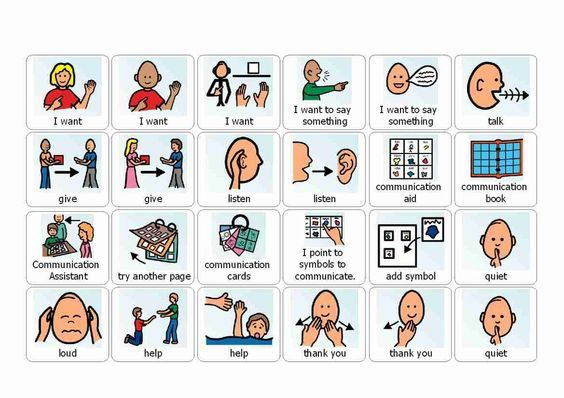 I want
I want
I want
I want to say
something
I want to say
something
talk
give
give
listen
listen
communication
aid
communication
book
Communication
Assistant
try another page
communication
cards
I point to
symbols to
communicate.
add symbol
quiet
loud
help
help
thank you
thank you
quiet